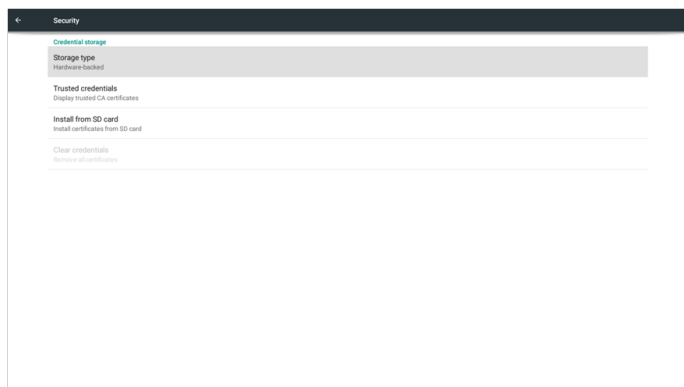 Security
Credential storage
Storage type
Hardware-backed
Trusted credentials
Display trusted CA certificates
Install from SD card
Install certificates from SD card
Clear credentials
Remove all certificates